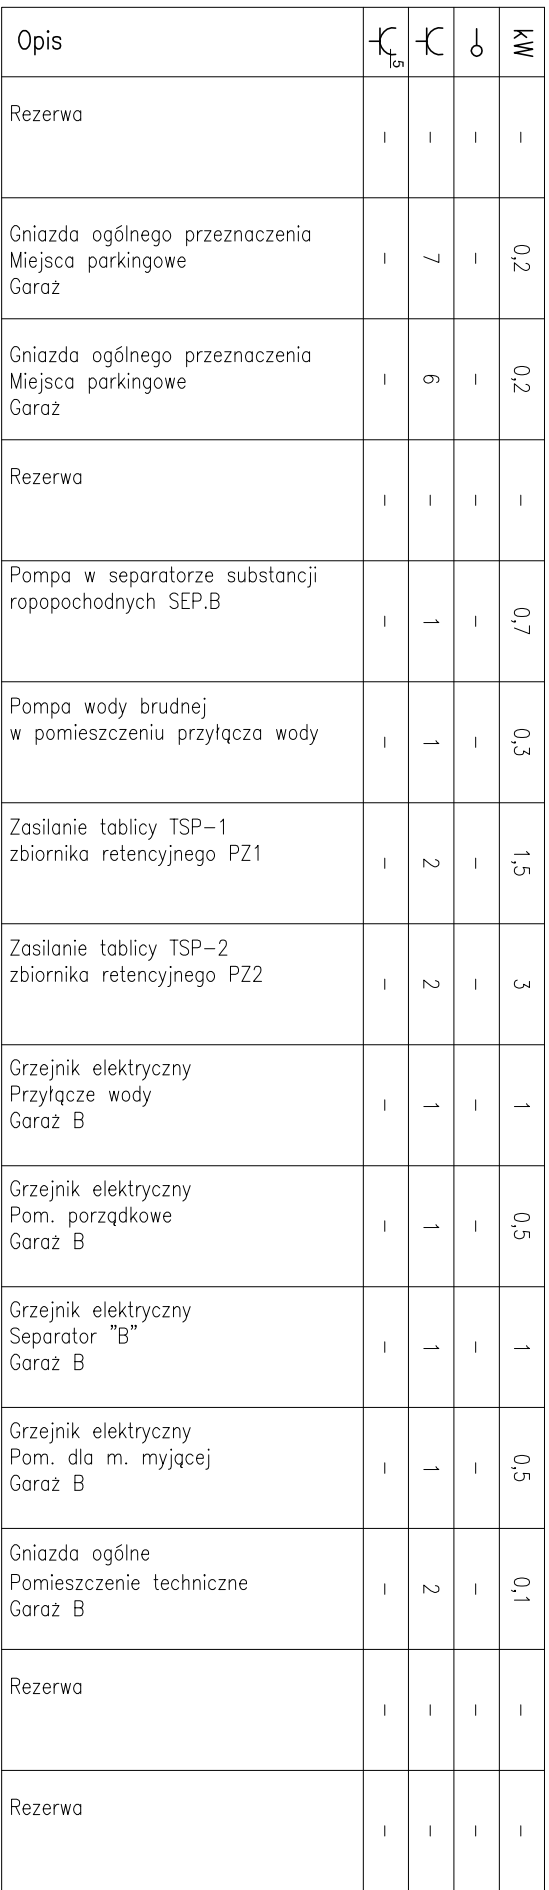 Opis 5 kW
Rezerwa
- - - -
Gniazda ogólnego przeznaczenia
Miejsca parkingowe
Garaż
- 7 - 0,2
Gniazda ogólnego przeznaczenia
Miejsca parkingowe
Garaż
- 6 - 0,2
Rezerwa
- - - -
Pompa w separatorze substancji
ropopochodnych SEP.B
- 1 - 0,7
Pompa wody brudnej
w pomieszczeniu przyłącza wody
- 1 - 0,3
Zasilanie tablicy TSP-1
zbiornika retencyjnego PZ1
- 2 - 1,5
Zasilanie tablicy TSP-2
zbiornika retencyjnego PZ2
- 2 - 3
Grzejnik elektryczny
Przyłącze wody
Garaż B
- 1 - 1
Grzejnik elektryczny
Pom. porządkowe
Garaż B
- 1 - 0,5
Grzejnik elektryczny
Separator "B"
Garaż B
- 1 - 1
Grzejnik elektryczny
Pom. dla m. myjącej
Garaż B
- 1 - 0,5
Gniazda ogólne
Pomieszczenie techniczne
Garaż B
- 2 - 0,1
Rezerwa
- - - -
Rezerwa
- - - -